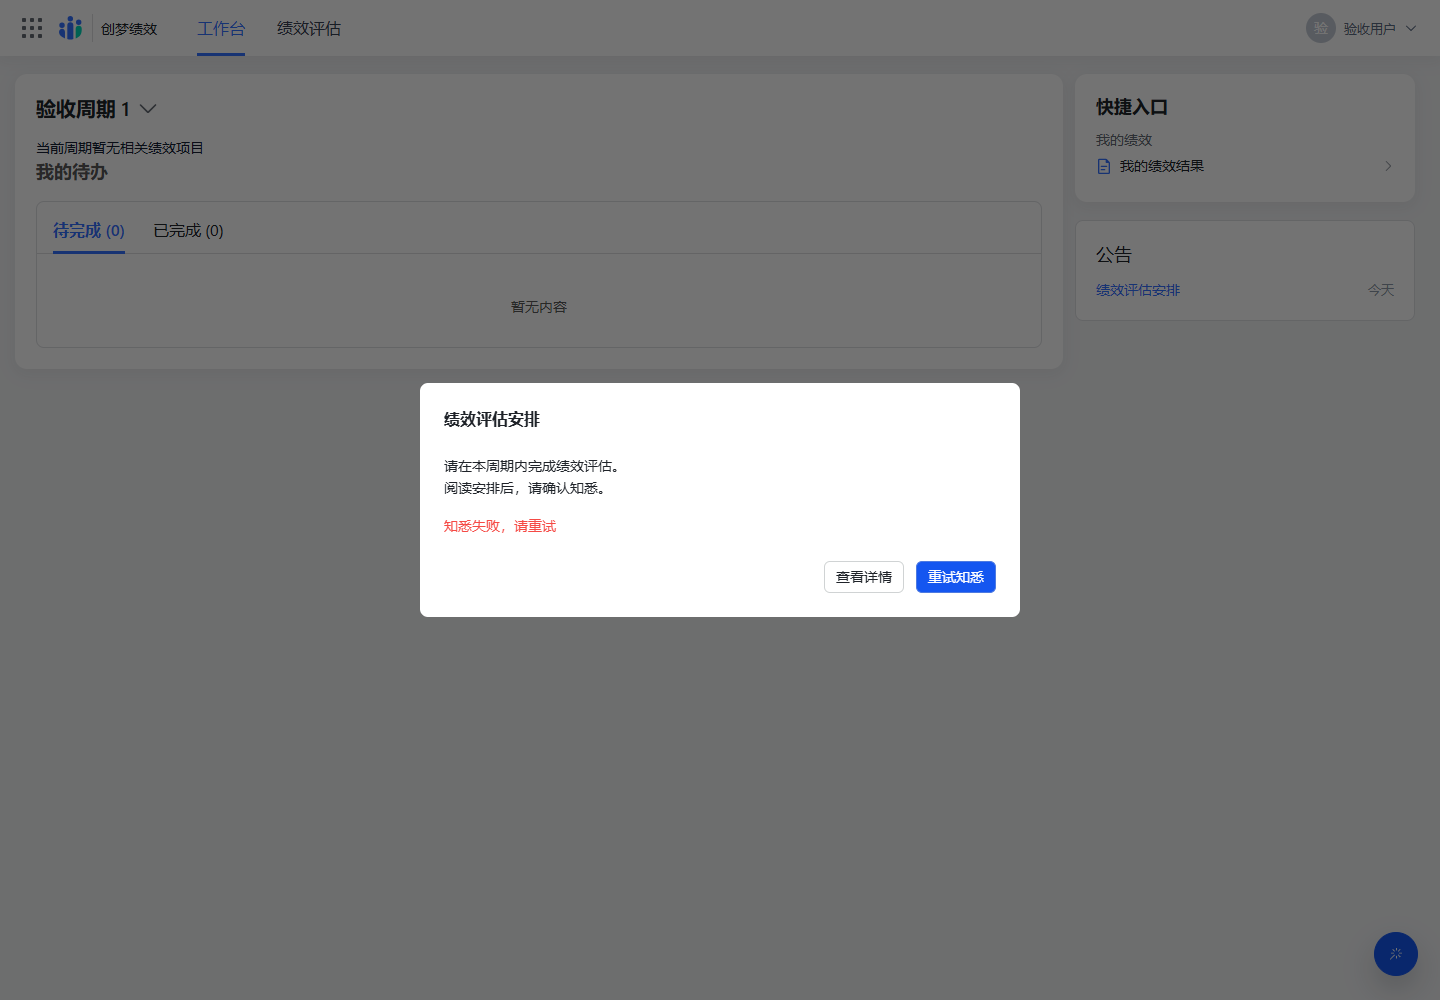 创梦绩效
工作台
绩效评估
验
验收用户
验收周期 1
当前周期暂无相关绩效项目
我的待办
待完成 (0)
已完成 (0)
暂无内容
快捷入口
我的绩效
我的绩效结果
公告
绩效评估安排
今天
绩效评估安排
请在本周期内完成绩效评估。
阅读安排后，请确认知悉。
知悉失败，请重试
查看详情
重试知悉